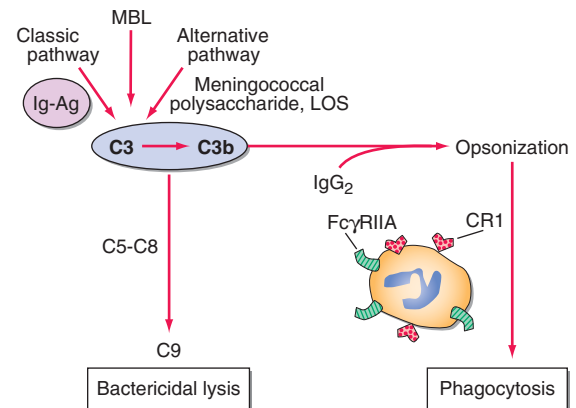 MBL
Classic
pathway
Alternative
pathway
Ig-Ag
Meningococcal
polysaccharide, LOS
C3
C3b
Opsonization
IgG₂
FcγRIIA
CR1
C5-C8
C9
Bactericidal lysis
Phagocytosis